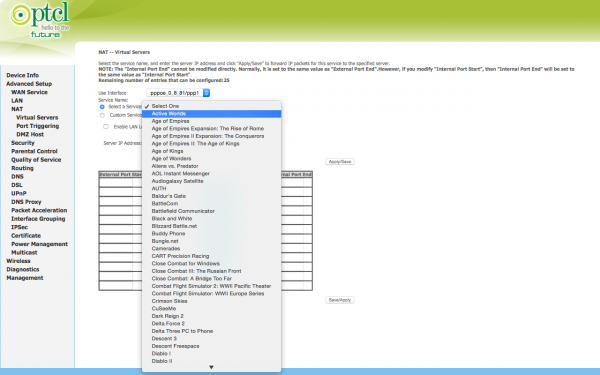 ptcl
hello to the
future
Device Info
Advanced Setup
WAN Service
LAN
NAT
Virtual Servers
Port Triggering
DMZ Host
Security
Parental Control
Quality of Service
Routing
DNS
DSL
UPnP
DNS Proxy
Packet Acceleration
Interface Grouping
IPSec
Certificate
Power Management
Multicast
Wireless
Diagnostics
Management
NAT -- Virtual Servers
Select the service name, and enter the server IP address and click "Apply/Save" to forward IP packets for this service to the specified server.
NOTE: The "Internal Port End" cannot be modified directly. Normally, it is set to the same value as "External Port End".However, if you modify "Internal Port Start", then "Internal Port End" will be set to
the same value as "Internal Port Start".
Remaining number of entries that can be configured:25
Use Interface
pppoe_0_8_81/ppp1
Service Name:
Select a Service
Custom Service
Enable LAN L
Server IP Address:
✓ Select One
Active Worlds
Age of Empires
Age of Empires Expansion: The Rise of Rome
Age of Empires II Expansion: The Conquerors
Age of Empires II: The Age of Kings
Age of Kings
Age of Wonders
Aliens vs. Predator
AOL Instant Messenger
Audiogalaxy Satellite
AUTH
Baldur's Gate
BattleCom
Battlefield Communicator
Black and White
Blizzard Battle.net
Buddy Phone
Bungie.net
Camerades
CART Precision Racing
Close Combat for Windows
Close Combat III: The Russian Front
Close Combat: A Bridge Too Far
Combat Flight Simulator 2: WWII Pacific Theater
Combat Flight Simulator: WWII Europe Series
Crimson Skies
CuSeeMe
Dark Reign 2
Delta Force 2
Delta Three PC to Phone
Descent 3
Descent Freespace
Diablo I
Diablo II
Apply/Save
External Port Star
nal Port End
Save/Apply